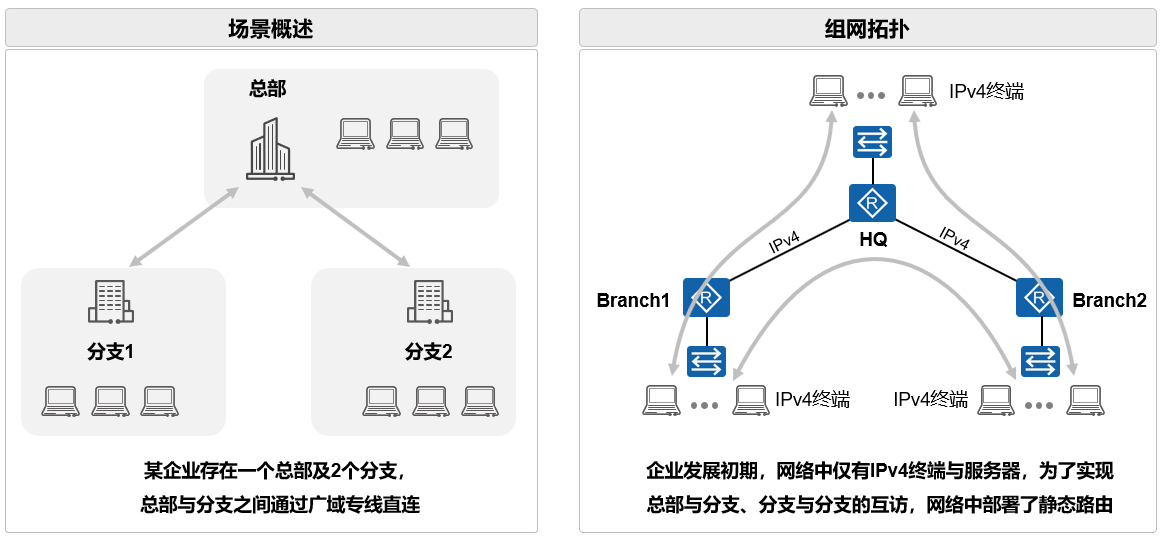 场景概述
总部
分支1
分支2
某企业存在一个总部及2个分支，
总部与分支之间通过广域专线直连
组网拓扑
IPv4终端
R
HQ
IPv4
IPv4
Branch1
R
R
Branch2
IPv4终端
IPv4终端
企业发展初期，网络中仅有IPv4终端与服务器，为了实现
总部与分支、分支与分支的互访，网络中部署了静态路由